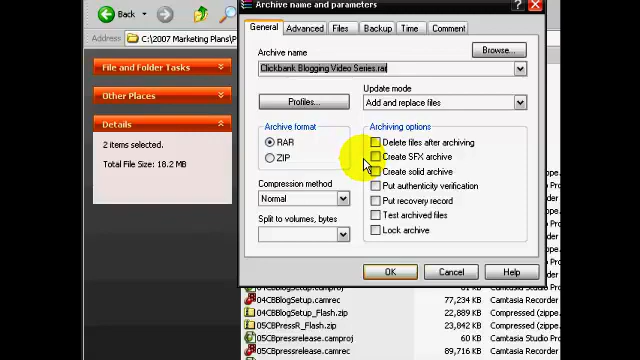 Archive name and parameters
Back
Address C:\2007 Marketing Plans\P
General Advanced Files Backup Time Comment
Archive name
Browse...
Clickbank Blogging Video Series.rar
Profiles...
Update mode
Add and replace files
Archive format
RAR
ZIP
Compression method
Normal
Split to volumes, bytes
Archiving options
Delete files after archiving
Create SFX archive
Create solid archive
Put authenticity verification
Put recovery record
Test archived files
Lock archive
OK Cancel Help
File and Folder Tasks
Other Places
Details
2 items selected.
Total File Size: 18.2 MB
04CBBlogSetup.camrec 77,234 KB Camtasia Recorder
04CBBlogSetup_Flash.zip 9,414 KB Compressed (zippe
05CBPressR_Flash.zip 23,842 KB Compressed (zippe
05CBPressrelease.camproj 354 KB Camtasia Studio Pro
05CBPressrelease.camrec 89,716 KB Camtasia Recorder